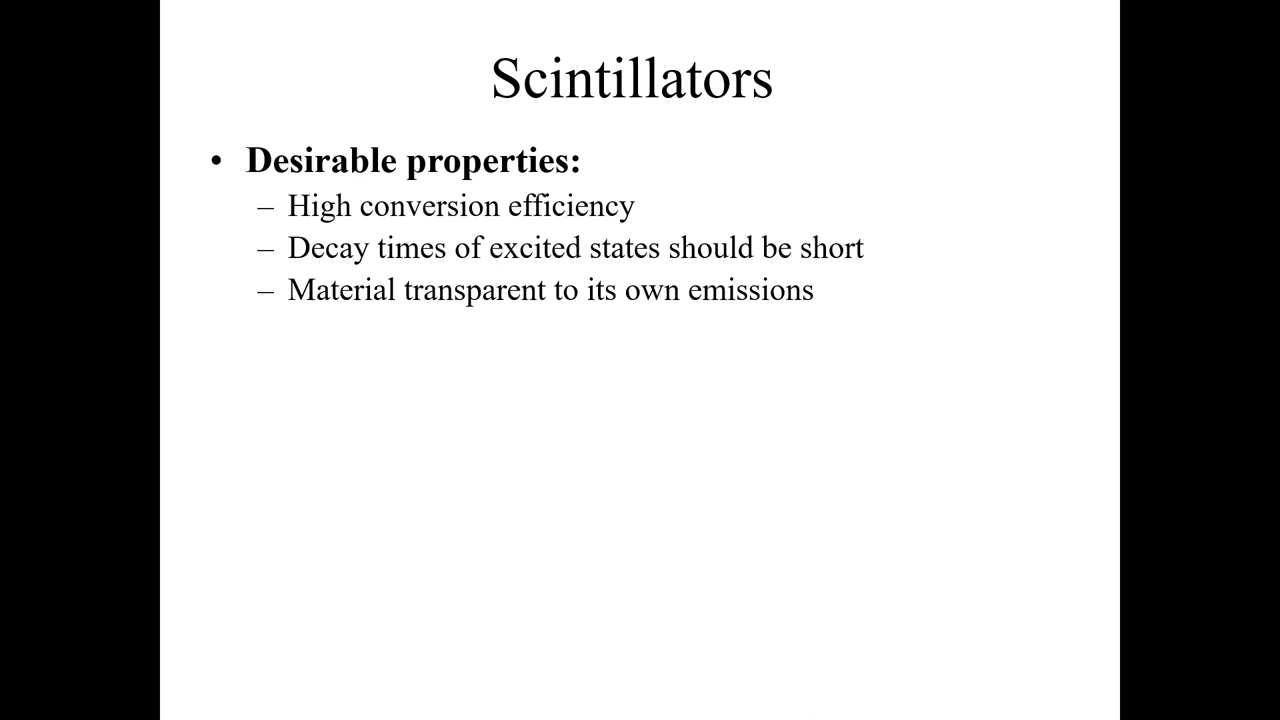 Scintillators
• Desirable properties:
– High conversion efficiency
– Decay times of excited states should be short
– Material transparent to its own emissions